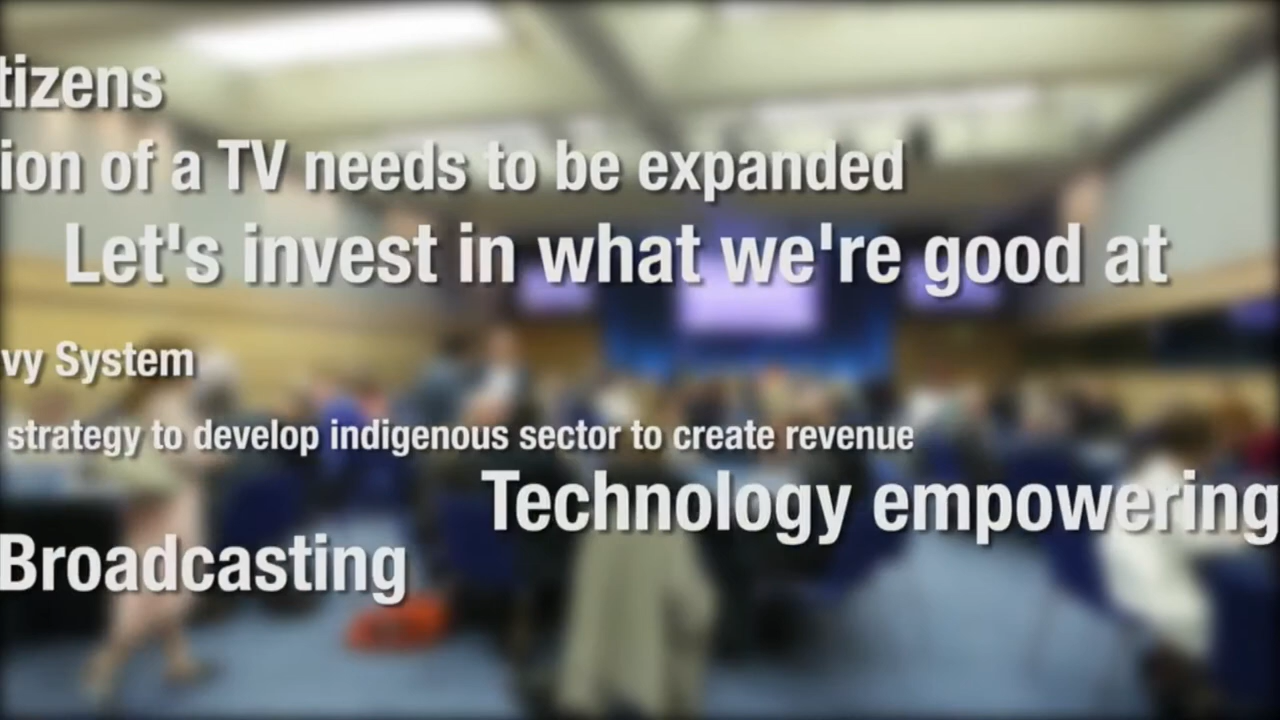 tizens
ion of a TV needs to be expanded
Let's invest in what we're good at
vy System
strategy to develop indigenous sector to create revenue
Technology empowering
Broadcasting